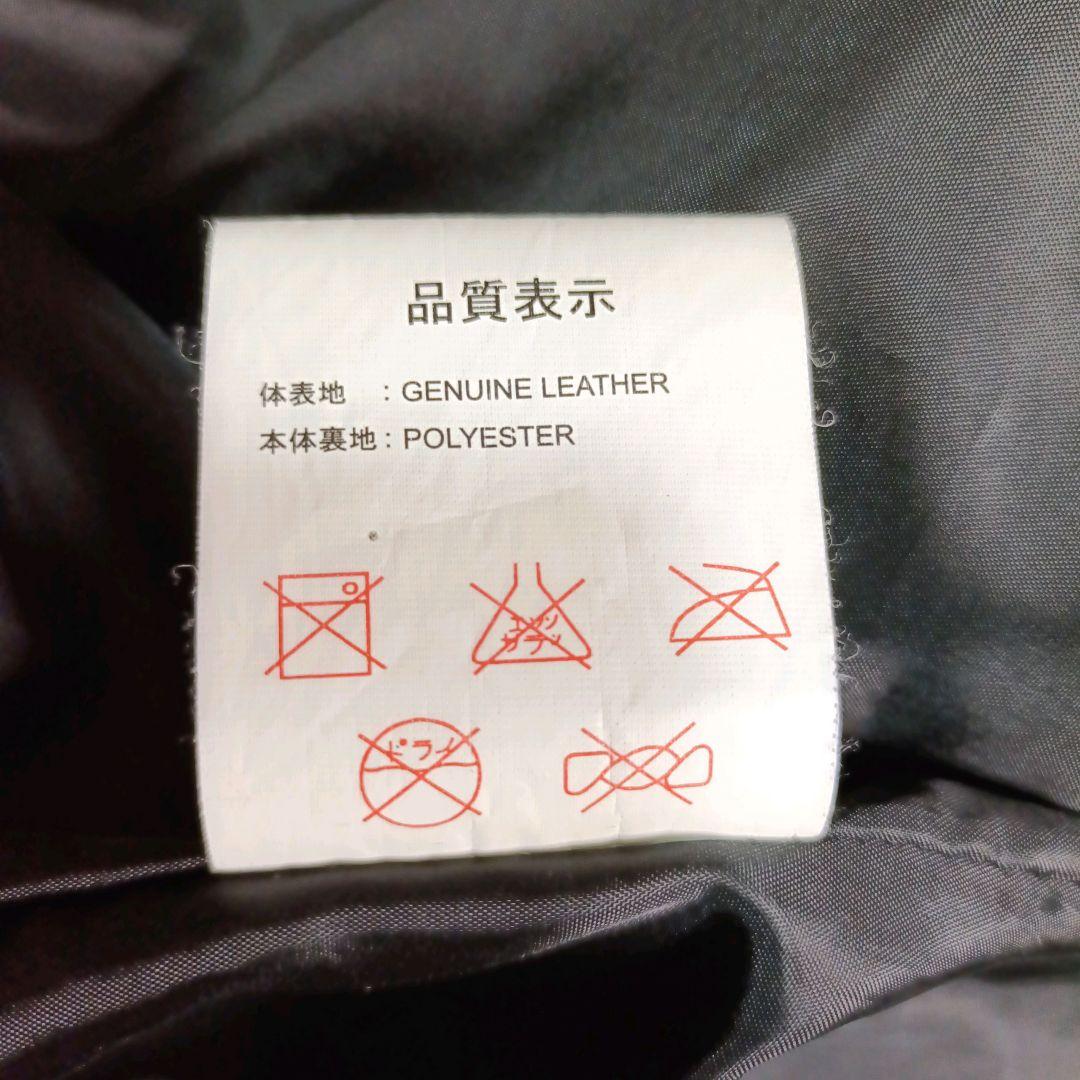 品質表示
体表地 : GENUINE LEATHER
本体裏地 : POLYESTER
エンソ
サラシ
ドライ